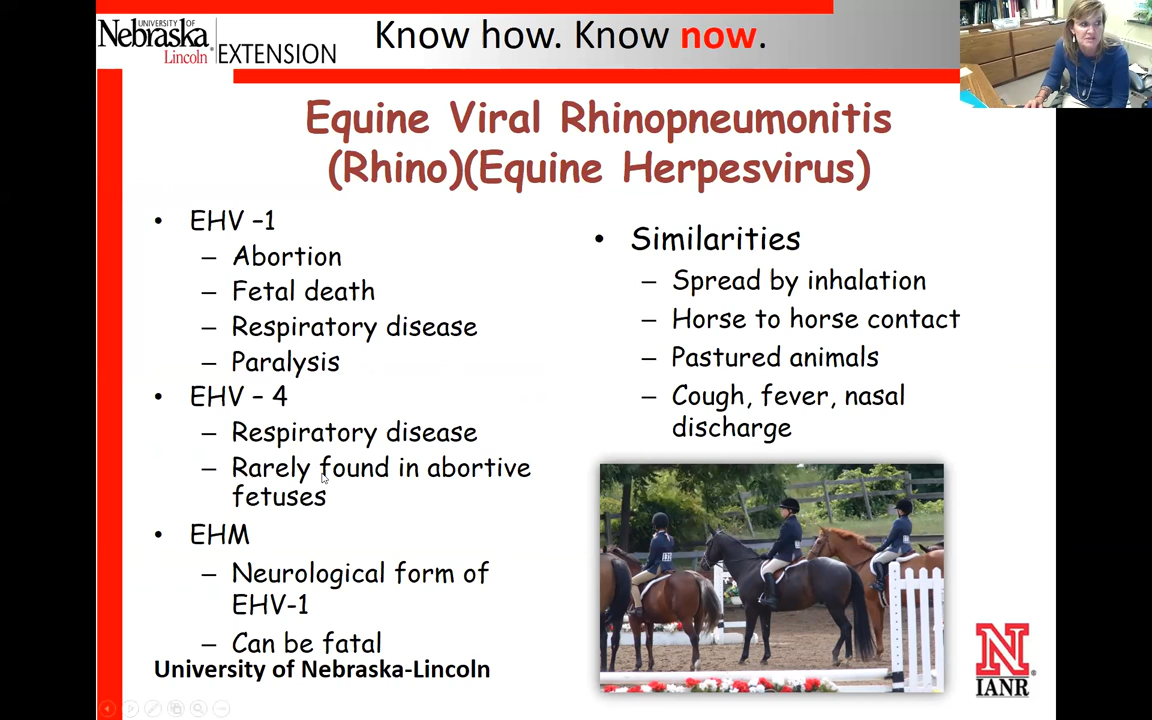 UNIVERSITY OF
Nebraska
Lincoln
EXTENSION
Know how. Know now.
Equine Viral Rhinopneumonitis
(Rhino)(Equine Herpesvirus)
• EHV –1
– Abortion
– Fetal death
– Respiratory disease
– Paralysis
• EHV – 4
– Respiratory disease
– Rarely found in abortive
fetuses
• EHM
– Neurological form of
EHV-1
– Can be fatal
• Similarities
– Spread by inhalation
– Horse to horse contact
– Pastured animals
– Cough, fever, nasal
discharge
University of Nebraska-Lincoln
N
IANR